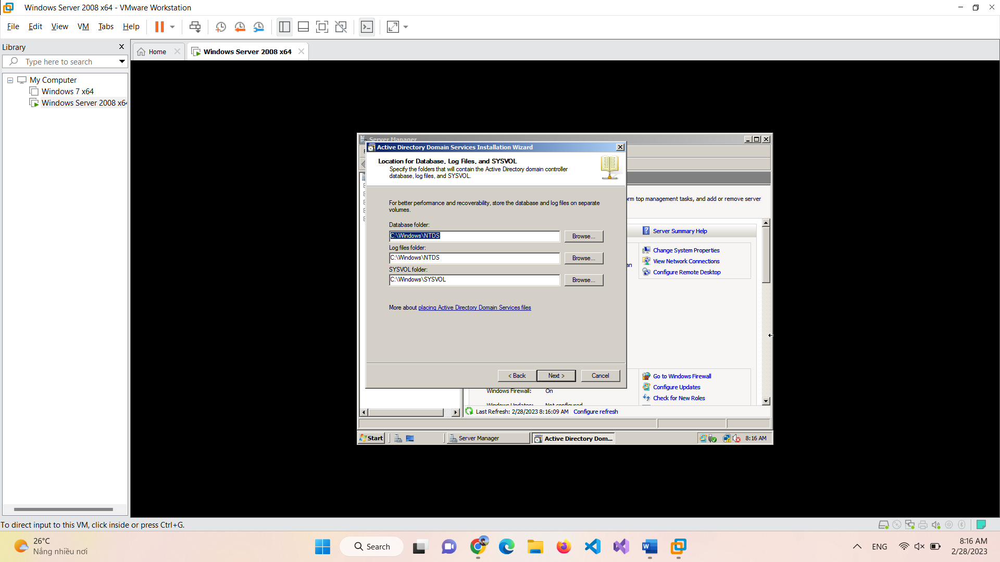 Windows Server 2008 x64 - VMware Workstation
File Edit View VM Tabs Help
Library
Type here to search
My Computer
Windows 7 x64
Windows Server 2008 x64
Home
Windows Server 2008 x64
Server Manager
Active Directory Domain Services Installation Wizard
Location for Database, Log Files, and SYSVOL
Specify the folders that will contain the Active Directory domain controller
database, log files, and SYSVOL.
For better performance and recoverability, store the database and log files on separate
volumes.
Database folder:
C:\Windows\NTDS
Browse...
Log files folder:
C:\Windows\NTDS
Browse...
SYSVOL folder:
C:\Windows\SYSVOL
Browse...
More about placing Active Directory Domain Services files
< Back
Next >
Cancel
rm top management tasks, and add or remove server
Server Summary Help
Change System Properties
View Network Connections
an
Configure Remote Desktop
Go to Windows Firewall
Configure Updates
Check for New Roles
Windows Firewall: On
Windows Updates: Not configured
Last Refresh: 2/28/2023 8:16:09 AM Configure refresh
Start
Server Manager
Active Directory Dom...
8:16 AM
To direct input to this VM, click inside or press Ctrl+G.
26°C
Nắng nhiều nơi
Search
ENG
8:16 AM
2/28/2023